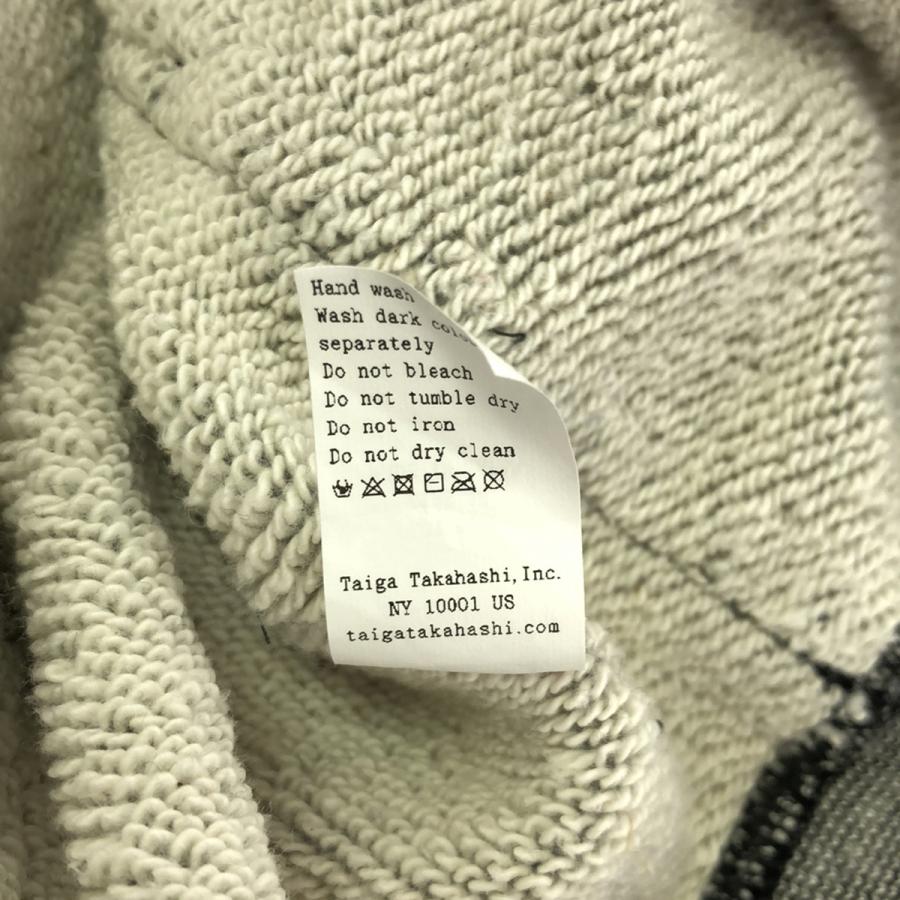 Hand wash
Wash dark
separately
Do not bleach
Do not tumble dry
Do not iron
Do not dry clean
Taiga Takahashi, Inc.
NY 10001 US
taigatakahashi.com